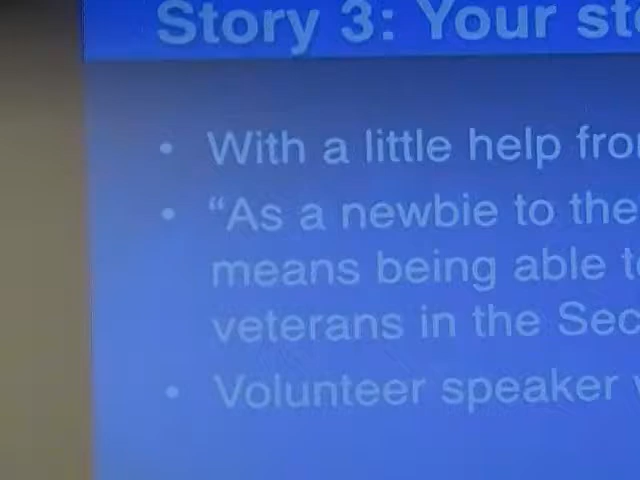 Story 3: Your st
• With a little help fro
• “As a newbie to the
means being able t
veterans in the Sec
• Volunteer speaker